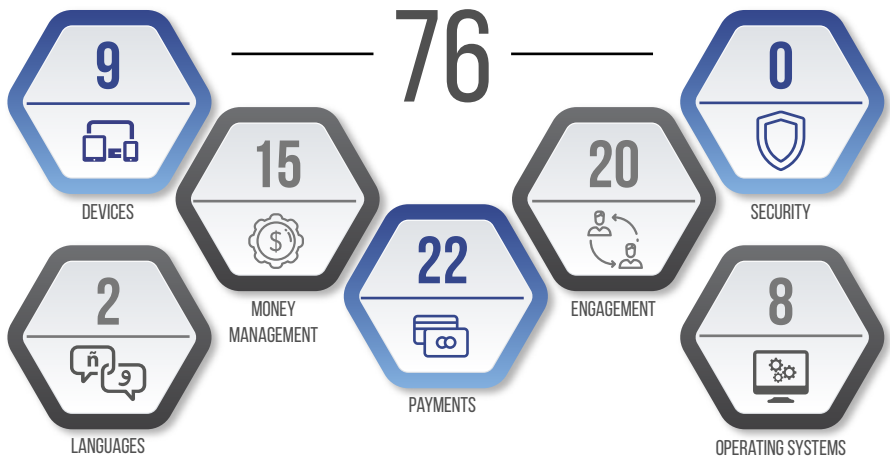 76
9
DEVICES
15
MONEY
MANAGEMENT
22
PAYMENTS
20
ENGAGEMENT
0
SECURITY
2
ñ
و
LANGUAGES
8
OPERATING SYSTEMS